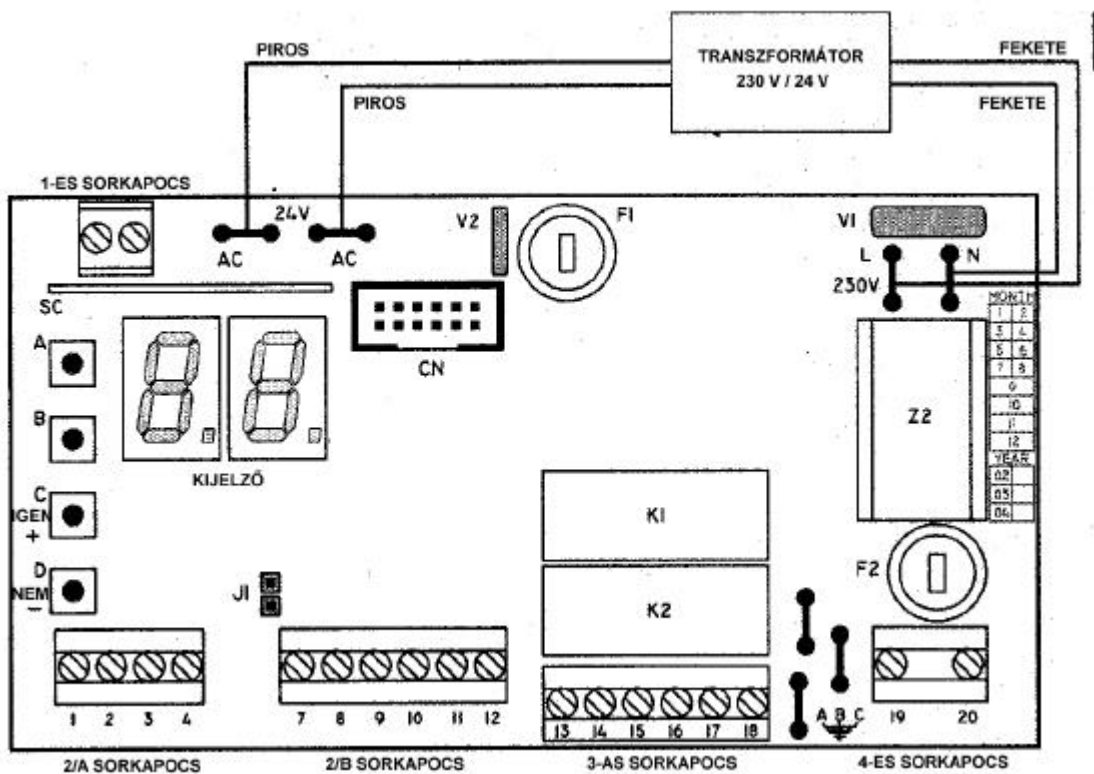 PIROS
TRANSZFORMÁTOR
230 V / 24 V
FEKETE
PIROS
FEKETE
1-ES SORKAPOCS
24V
AC
AC
V2
F1
V1
L
N
230V
SC
CN
MONTH
1 2
3 4
5 6
7 8
9
10
11
12
YEAR
02
03
04
A
B
C
IGEN
+
D
NEM
−
KIJELZŐ
Z2
K1
K2
F2
J1
1 2 3 4
7 8 9 10 11 12
13 14 15 16 17 18
A B C
19 20
2/A SORKAPOCS
2/B SORKAPOCS
3-AS SORKAPOCS
4-ES SORKAPOCS